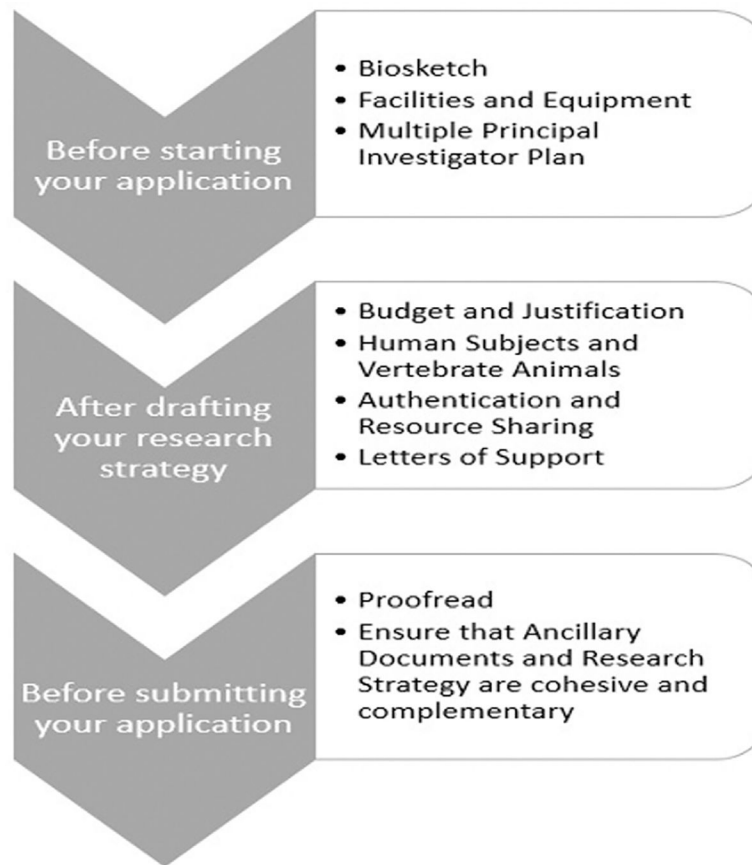 Before starting
your application
• Biosketch
• Facilities and Equipment
• Multiple Principal
Investigator Plan
After drafting
your research
strategy
• Budget and Justification
• Human Subjects and
Vertebrate Animals
• Authentication and
Resource Sharing
• Letters of Support
Before submitting
your application
• Proofread
• Ensure that Ancillary
Documents and Research
Strategy are cohesive and
complementary